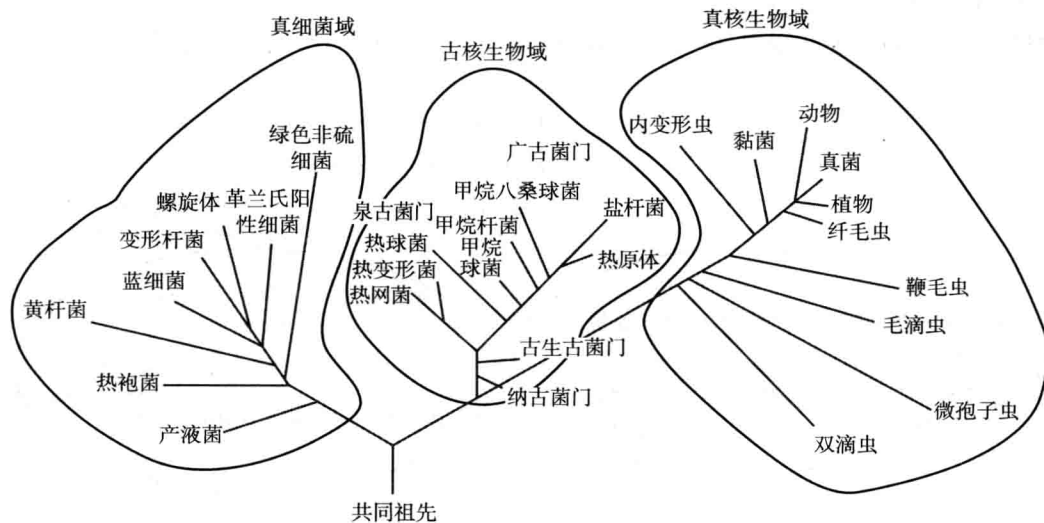 真细菌域
古核生物域
真核生物域
绿色非硫
细菌
螺旋体
革兰氏阳
性细菌
变形杆菌
蓝细菌
黄杆菌
热袍菌
产液菌
广古菌门
甲烷八桑球菌
盐杆菌
泉古菌门
甲烷杆菌
热球菌
甲烷
球菌
热原体
热变形菌
热网菌
古生古菌门
纳古菌门
内变形虫
黏菌
动物
真菌
植物
纤毛虫
鞭毛虫
毛滴虫
微孢子虫
双滴虫
共同祖先